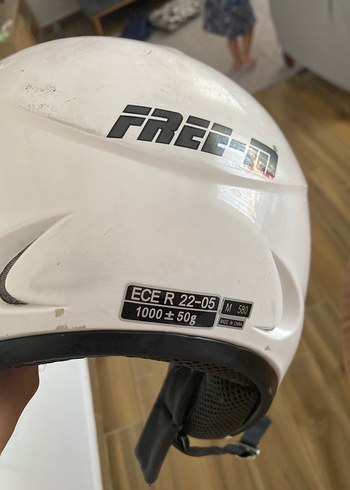 FREE-M
ECE R 22-05
1000 ± 50g
M 580
MADE IN CHINA